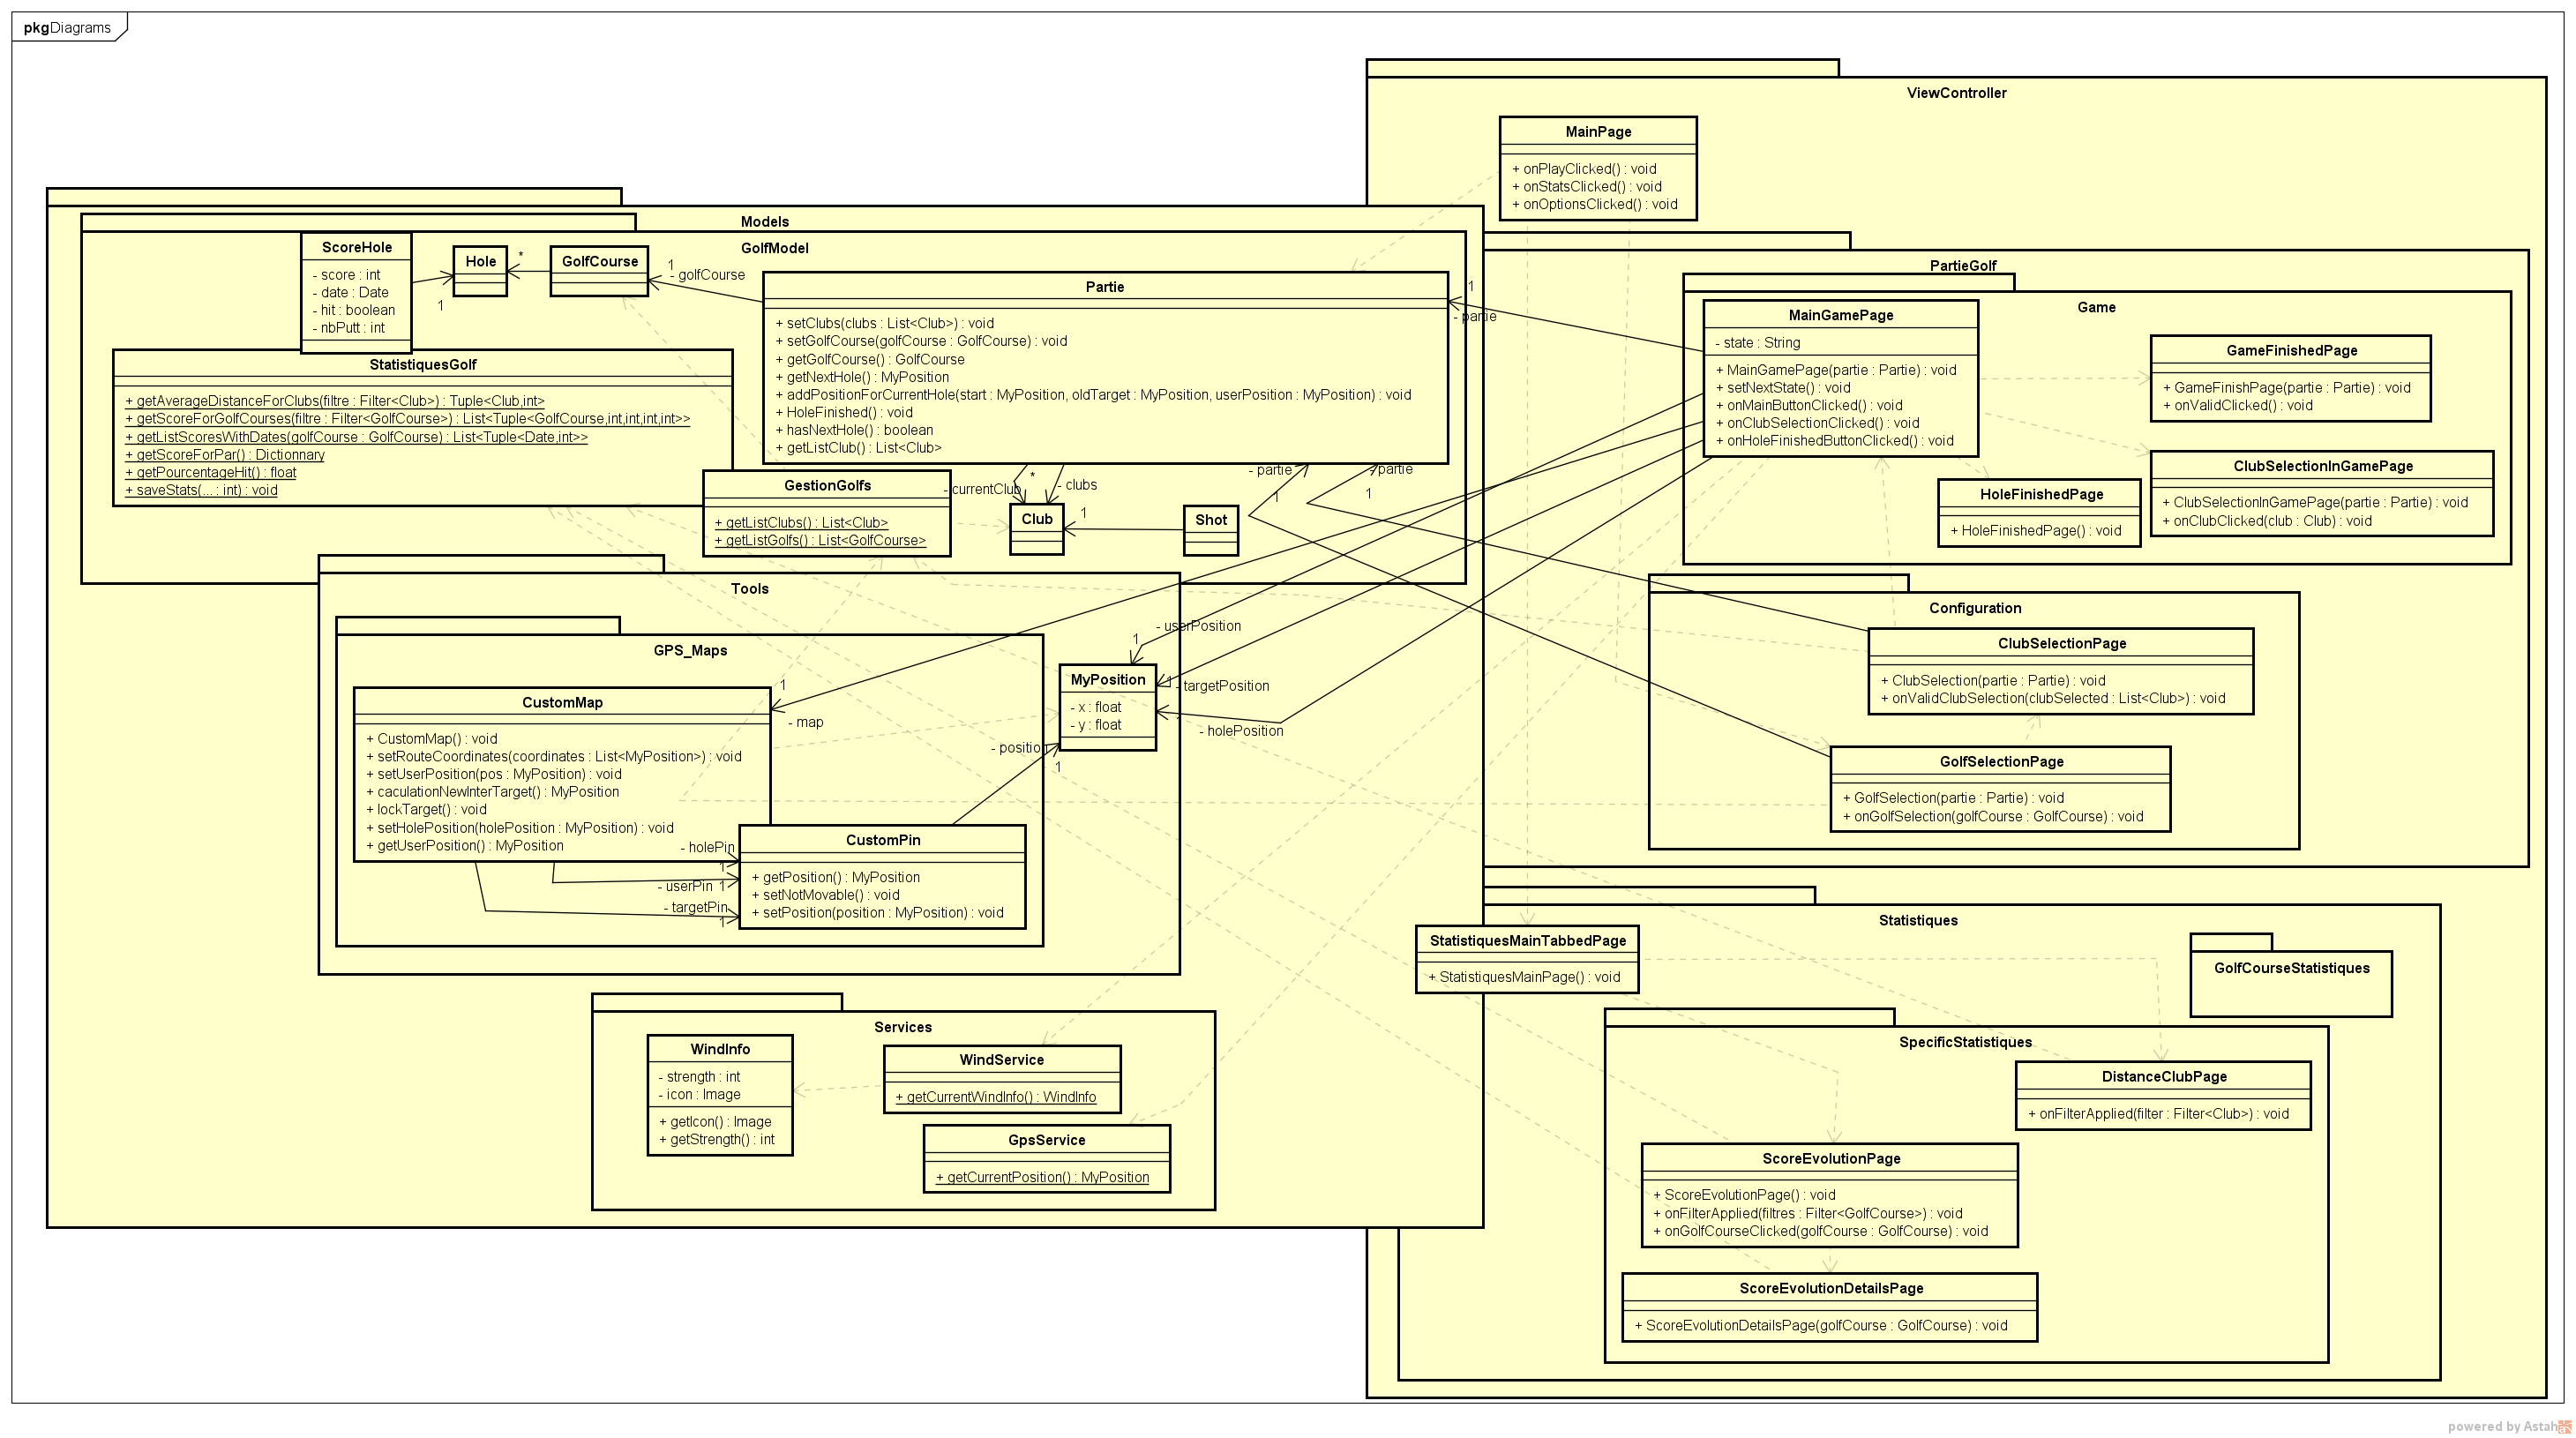 pkgDiagrams
ViewController
MainPage
+ onPlayClicked() : void
+ onStatsClicked() : void
+ onOptionsClicked() : void
Models
GolfModel
ScoreHole
- score : int
- date : Date
- hit : boolean
- nbPutt : int
1
Hole
*
GolfCourse
1
- golfCourse
Partie
+ setClubs(clubs : List<Club>) : void
+ setGolfCourse(golfCourse : GolfCourse) : void
+ getGolfCourse() : GolfCourse
+ getNextHole() : MyPosition
+ addPositionForCurrentHole(start : MyPosition, oldTarget : MyPosition, userPosition : MyPosition) : void
+ HoleFinished() : void
+ hasNextHole() : boolean
+ getListClub() : List<Club>
1
- partie
StatistiquesGolf
+ getAverageDistanceForClubs(filtre : Filter<Club>) : Tuple<Club,int>
+ getScoreForGolfCourses(filtre : Filter<GolfCourse>) : List<Tuple<GolfCourse,int,int,int,int>>
+ getListScoresWithDates(golfCourse : GolfCourse) : List<Tuple<Date,int>>
+ getScoreForPar() : Dictionnary
+ getPourcentageHit() : float
+ saveStats(... : int) : void
GestionGolfs
+ getListClubs() : List<Club>
+ getListGolfs() : List<GolfCourse>
- currentClub
*
- clubs
Club
1
Shot
- partie
1
- partie
1
PartieGolf
Game
MainGamePage
- state : String
+ MainGamePage(partie : Partie) : void
+ setNextState() : void
+ onMainButtonClicked() : void
+ onClubSelectionClicked() : void
+ onHoleFinishedButtonClicked() : void
GameFinishedPage
+ GameFinishPage(partie : Partie) : void
+ onValidClicked() : void
ClubSelectionInGamePage
+ ClubSelectionInGamePage(partie : Partie) : void
+ onClubClicked(club : Club) : void
HoleFinishedPage
+ HoleFinishedPage() : void
Configuration
ClubSelectionPage
+ ClubSelection(partie : Partie) : void
+ onValidClubSelection(clubSelected : List<Club>) : void
GolfSelectionPage
+ GolfSelection(partie : Partie) : void
+ onGolfSelection(golfCourse : GolfCourse) : void
Tools
GPS_Maps
CustomMap
+ CustomMap() : void
+ setRouteCoordinates(coordinates : List<MyPosition>) : void
+ setUserPosition(pos : MyPosition) : void
+ caculationNewInterTarget() : MyPosition
+ lockTarget() : void
+ setHolePosition(holePosition : MyPosition) : void
+ getUserPosition() : MyPosition
1
- map
MyPosition
- x : float
- y : float
- userPosition
1
- targetPosition
1
- holePosition
- position
1
CustomPin
+ getPosition() : MyPosition
+ setNotMovable() : void
+ setPosition(position : MyPosition) : void
- holePin
1
- userPin
1
- targetPin
1
Services
WindInfo
- strength : int
- icon : Image
+ getIcon() : Image
+ getStrength() : int
WindService
+ getCurrentWindInfo() : WindInfo
GpsService
+ getCurrentPosition() : MyPosition
Statistiques
StatistiquesMainTabbedPage
+ StatistiquesMainPage() : void
GolfCourseStatistiques
SpecificStatistiques
DistanceClubPage
+ onFilterApplied(filter : Filter<Club>) : void
ScoreEvolutionPage
+ ScoreEvolutionPage() : void
+ onFilterApplied(filtres : Filter<GolfCourse>) : void
+ onGolfCourseClicked(golfCourse : GolfCourse) : void
ScoreEvolutionDetailsPage
+ ScoreEvolutionDetailsPage(golfCourse : GolfCourse) : void
powered by Astah